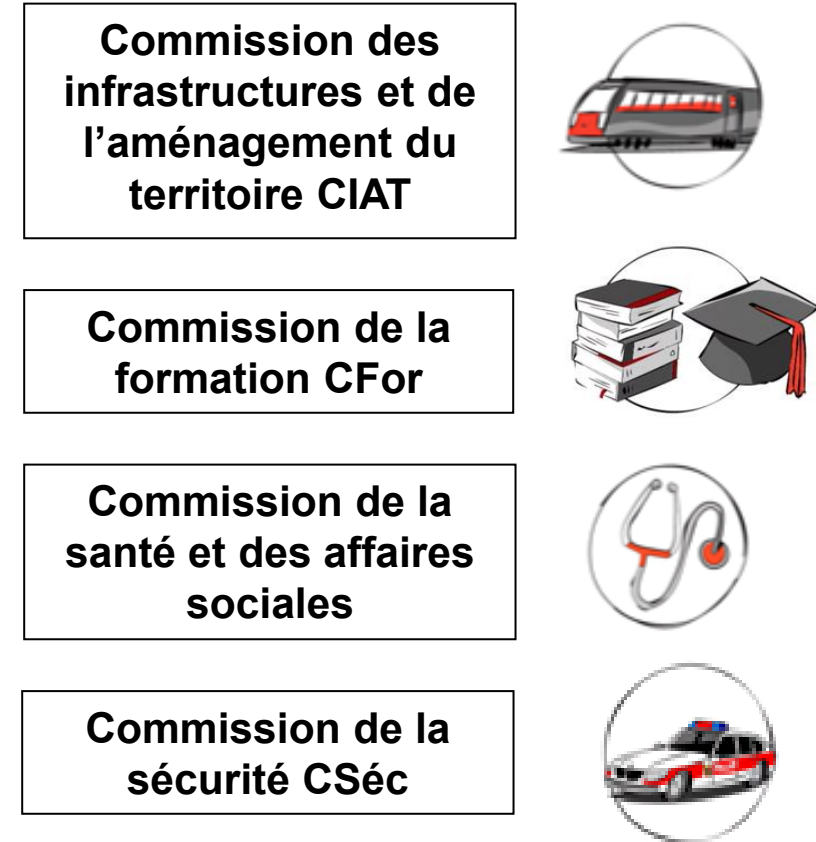 Commission des
infrastructures et de
l’aménagement du
territoire CIAT
Commission de la
formation CFor
Commission de la
santé et des affaires
sociales
Commission de la
sécurité CSéc